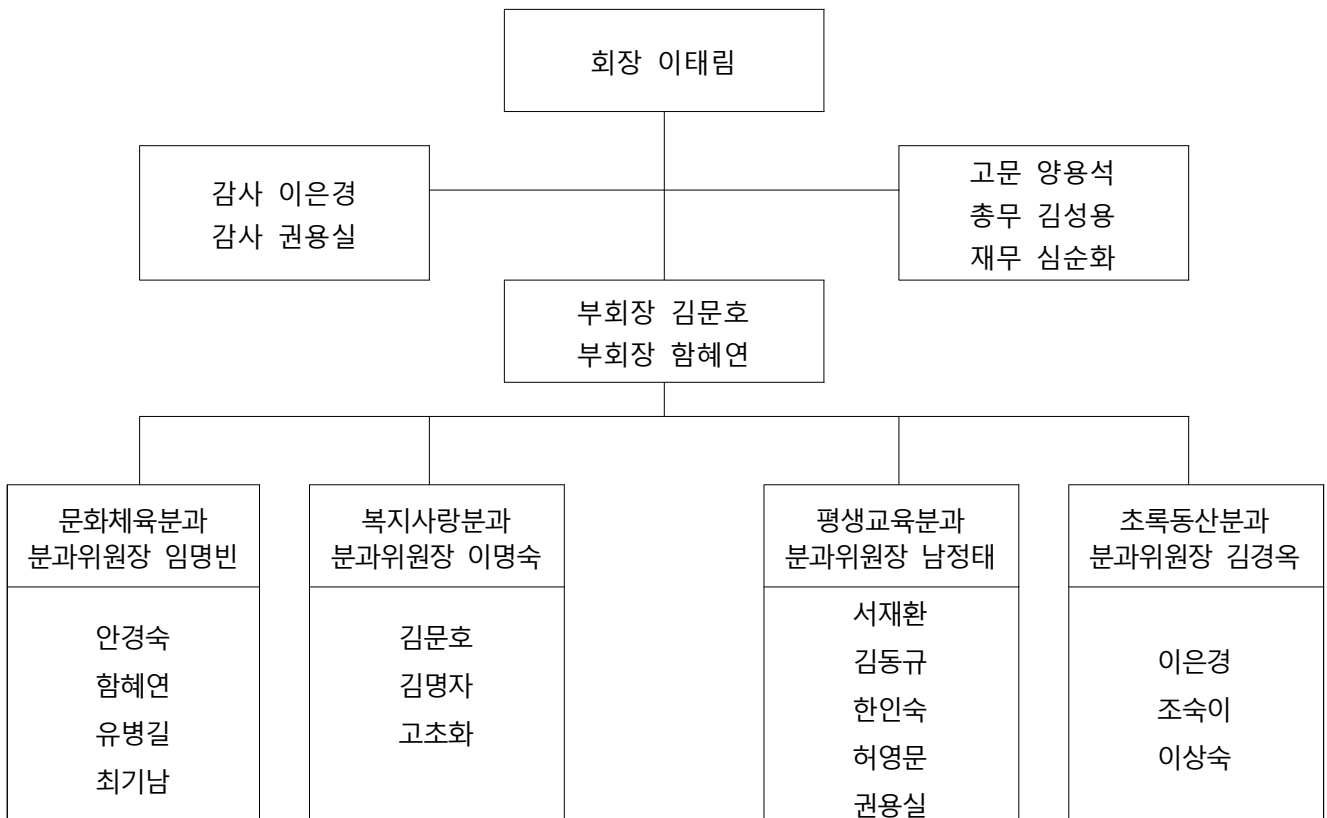 회장 이태림
감사 이은경
감사 권용실
고문 양용석
총무 김성용
재무 심순화
부회장 김문호
부회장 함혜연
문화체육분과
분과위원장 임명빈
안경숙
함혜연
유병길
최기남
복지사랑분과
분과위원장 이명숙
김문호
김명자
고초화
평생교육분과
분과위원장 남정태
서재환
김동규
한인숙
허영문
권용실
초록동산분과
분과위원장 김경옥
이은경
조숙이
이상숙